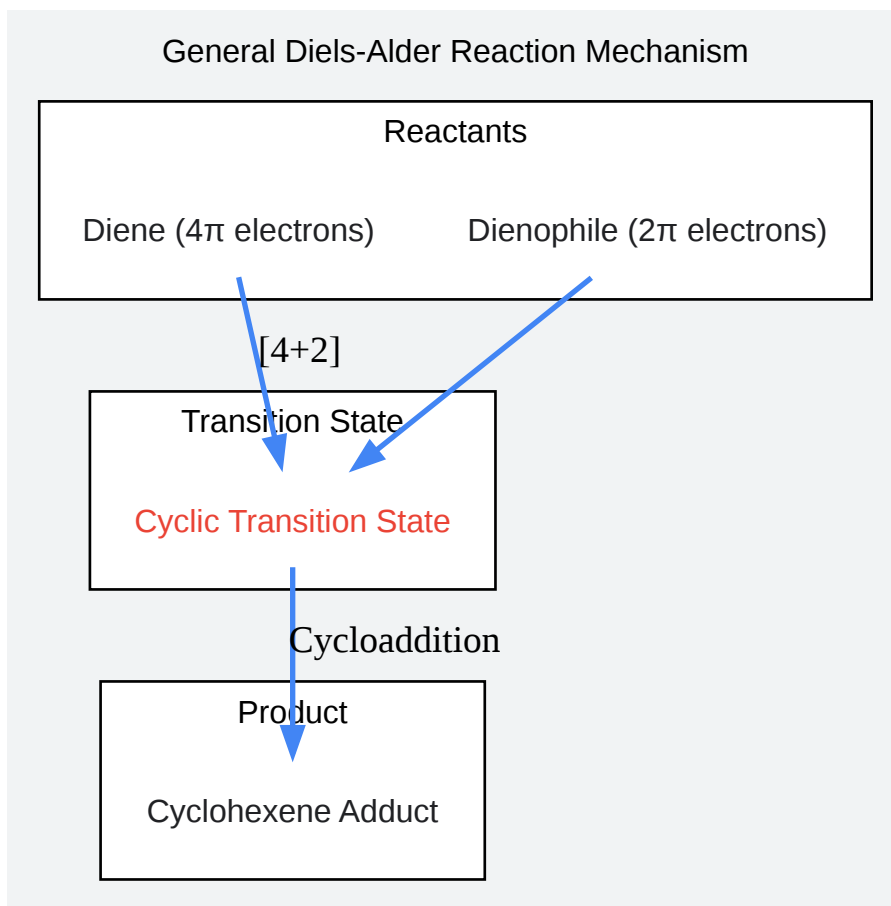 General Diels-Alder Reaction Mechanism
Reactants
Diene (4π electrons)
Dienophile (2π electrons)
[4+2]
Transition State
Cyclic Transition State
Cycloaddition
Product
Cyclohexene Adduct